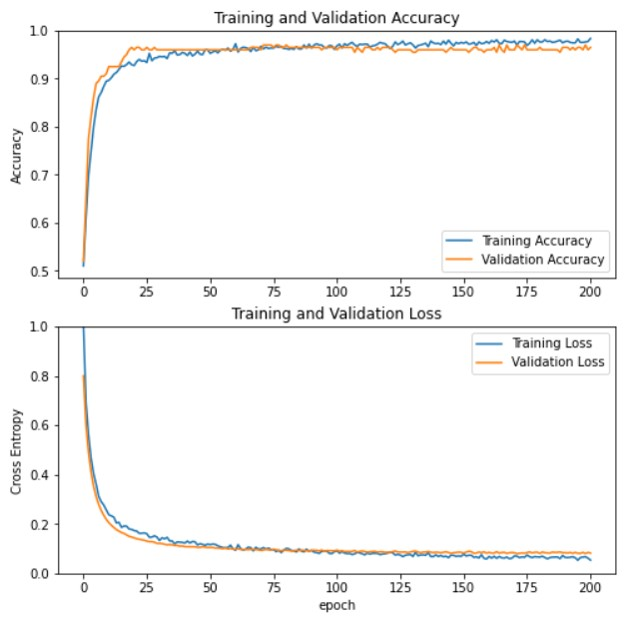 Training and Validation Accuracy
1.0
0.9
0.8
0.7
0.6
0.5
Accuracy
Training Accuracy
Validation Accuracy
0 25 50 75 100 125 150 175 200
Training and Validation Loss
1.0
0.8
0.6
0.4
0.2
0.0
Cross Entropy
Training Loss
Validation Loss
0 25 50 75 100 125 150 175 200
epoch